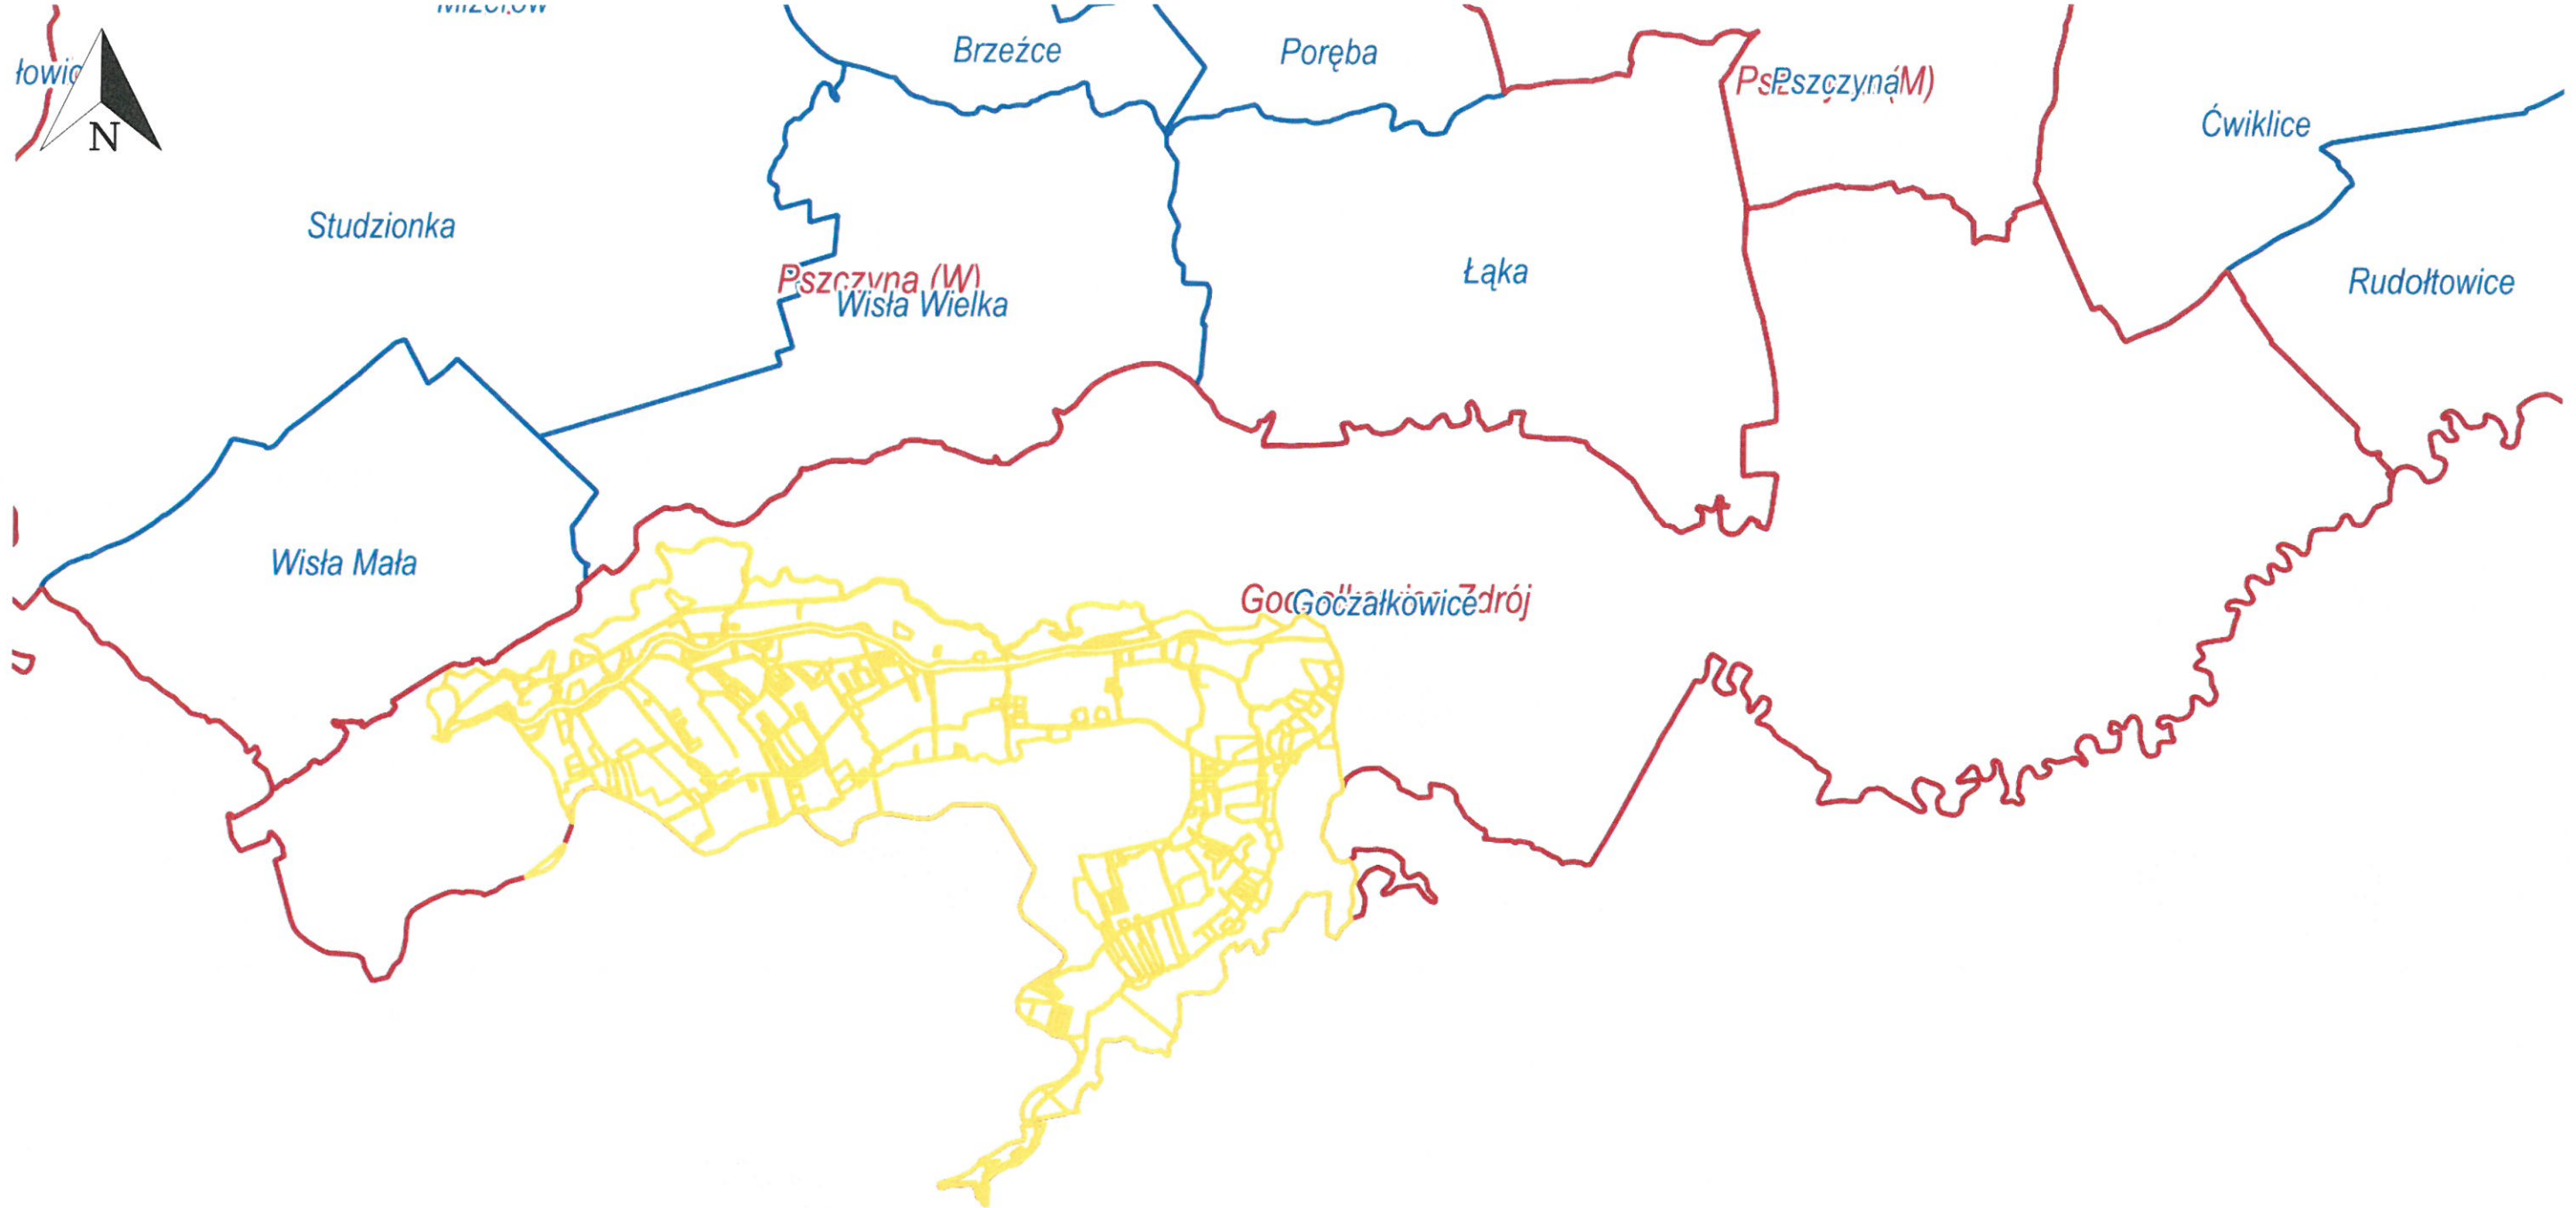 Brzeźce
Poręba
N
Pszczyna
Ćwiklice
Studzionka
Pszczyna (W)
Wisła Wielka
Łąka
Rudołtowice
Wisła Mała
Goczałkowice